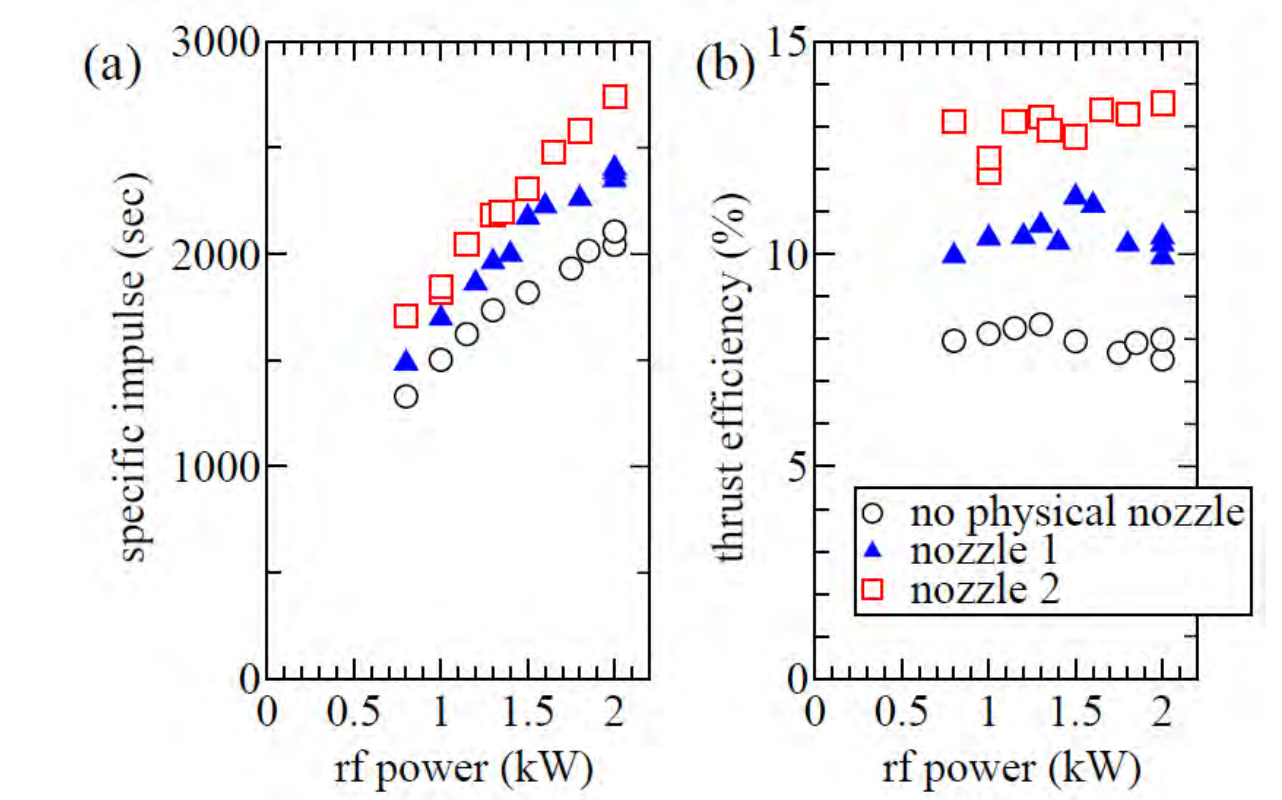 (a)
3000
2000
1000
0
0 0.5 1 1.5 2
specific impulse (sec)
rf power (kW)
(b)
15
10
5
0
0 0.5 1 1.5 2
thrust efficiency (%)
rf power (kW)
no physical nozzle
nozzle 1
nozzle 2